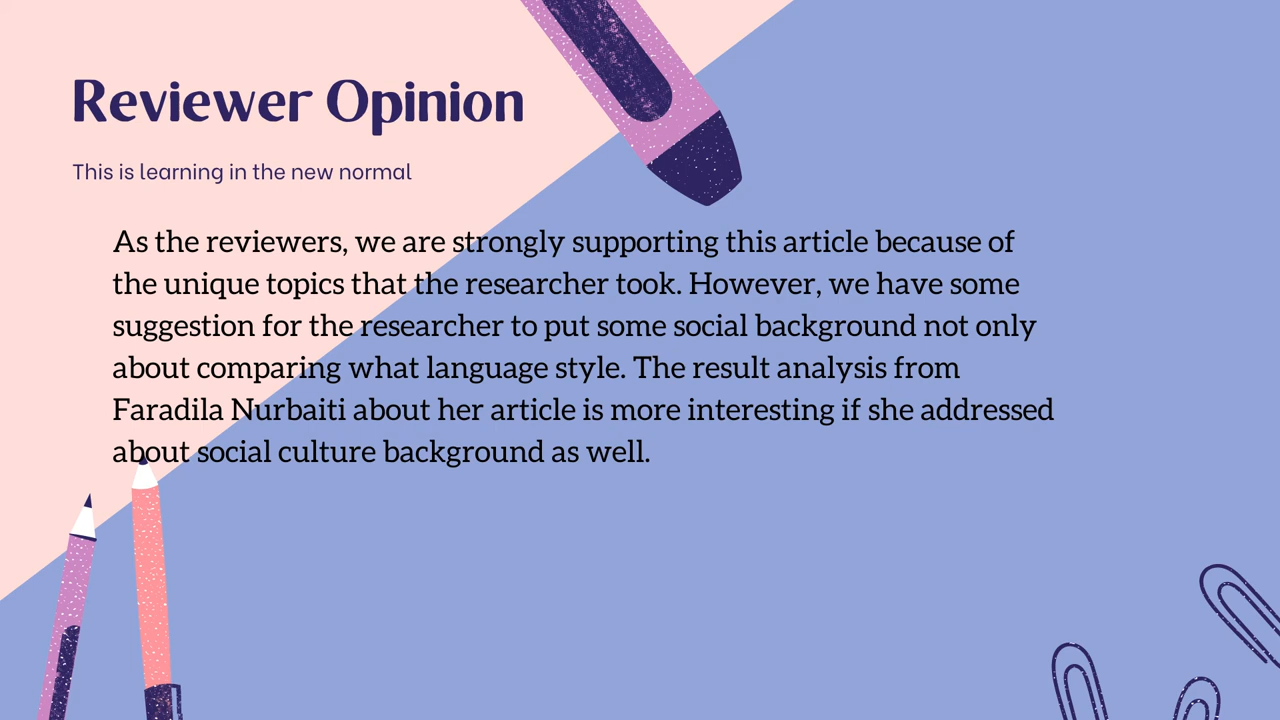 Reviewer Opinion
This is learning in the new normal
As the reviewers, we are strongly supporting this article because of
the unique topics that the researcher took. However, we have some
suggestion for the researcher to put some social background not only
about comparing what language style. The result analysis from
Faradila Nurbaiti about her article is more interesting if she addressed
about social culture background as well.